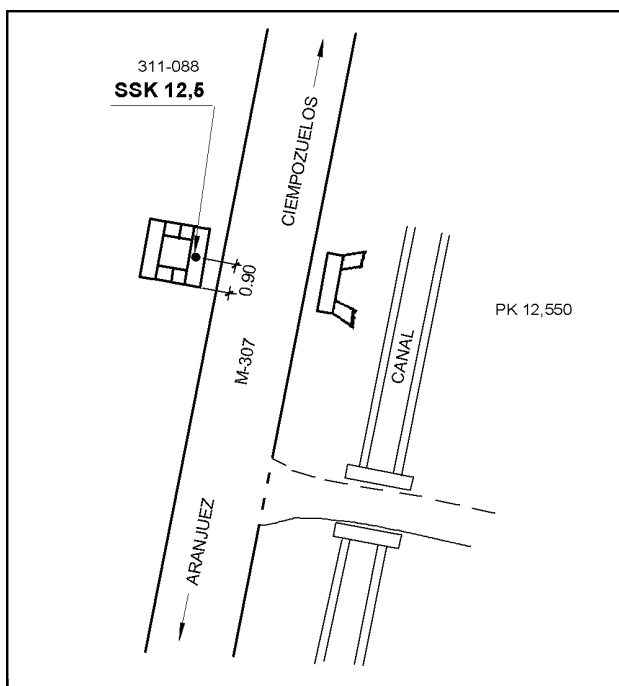 311-088
SSK 12,5
CIEMPOZUELOS
0.90
PK 12,550
M-307
CANAL
ARANJUEZ